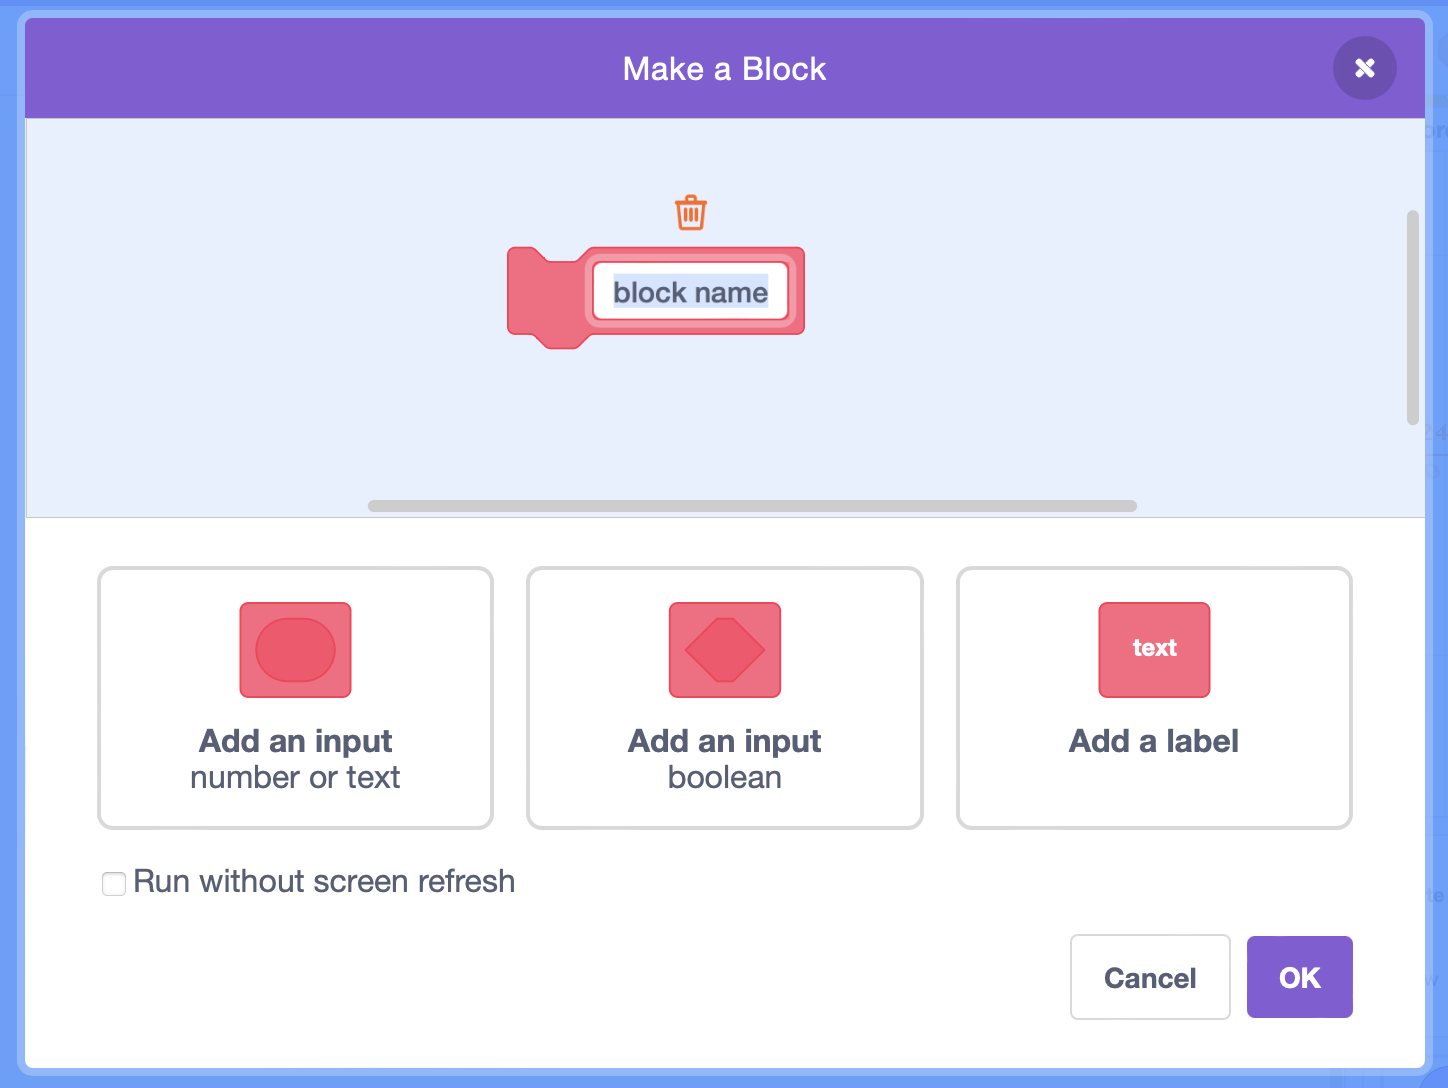 Make a Block
block name
text
Add an input
number or text
Add an input
boolean
Add a label
Run without screen refresh
Cancel
OK